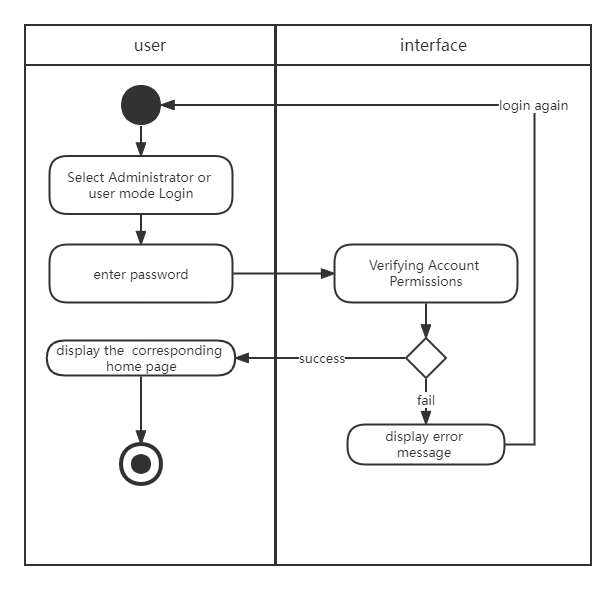 user
interface
login again
Select Administrator or
user mode Login
enter password
Verifying Account
Permissions
display the  corresponding
home page
success
fail
display error
message